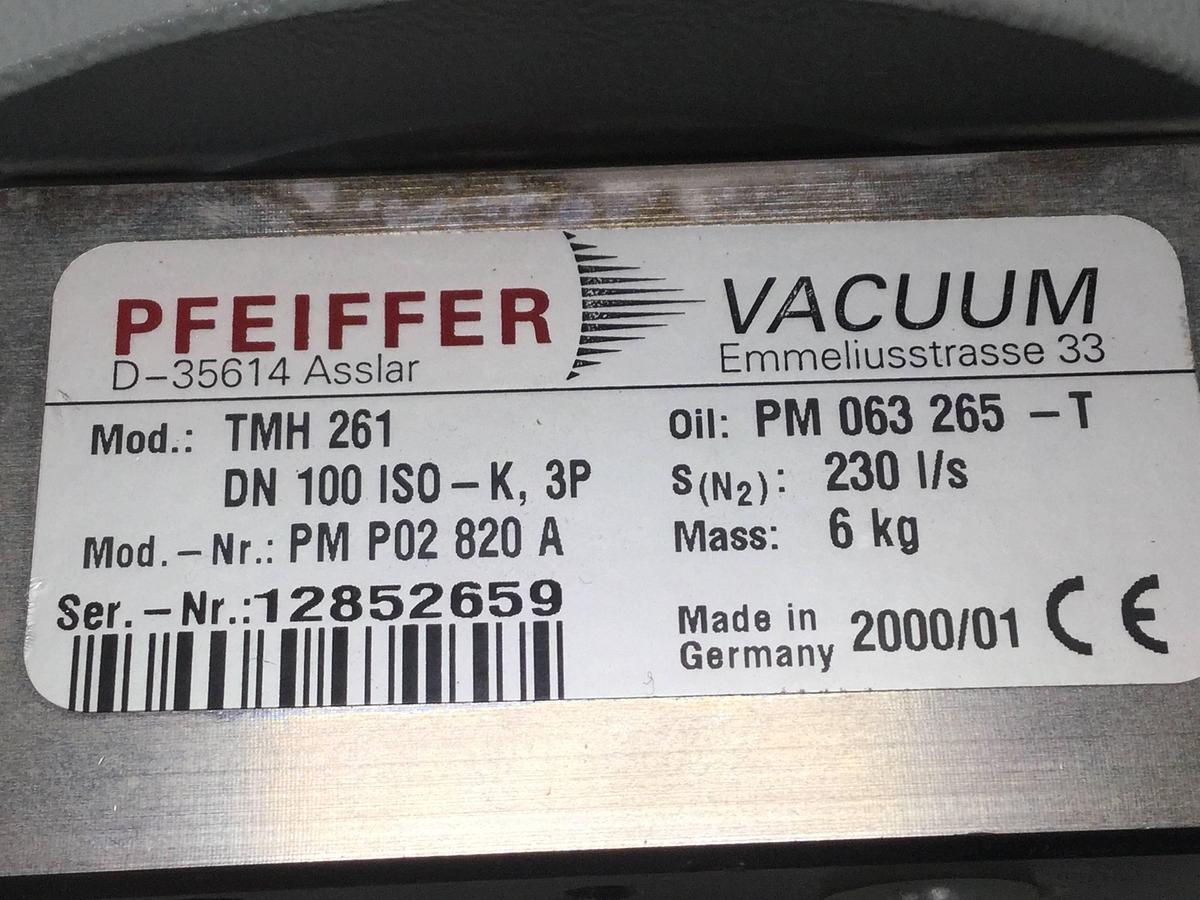 PFEIFFER VACUUM
D-35614 Asslar Emmeliusstrasse 33
Mod.: TMH 261
DN 100 ISO-K, 3P
Mod.-Nr.: PM P02 820 A
Ser.-Nr.:12852659
Oil: PM 063 265 -T
S(N2): 230 l/s
Mass: 6 kg
Made in
Germany 2000/01 CE